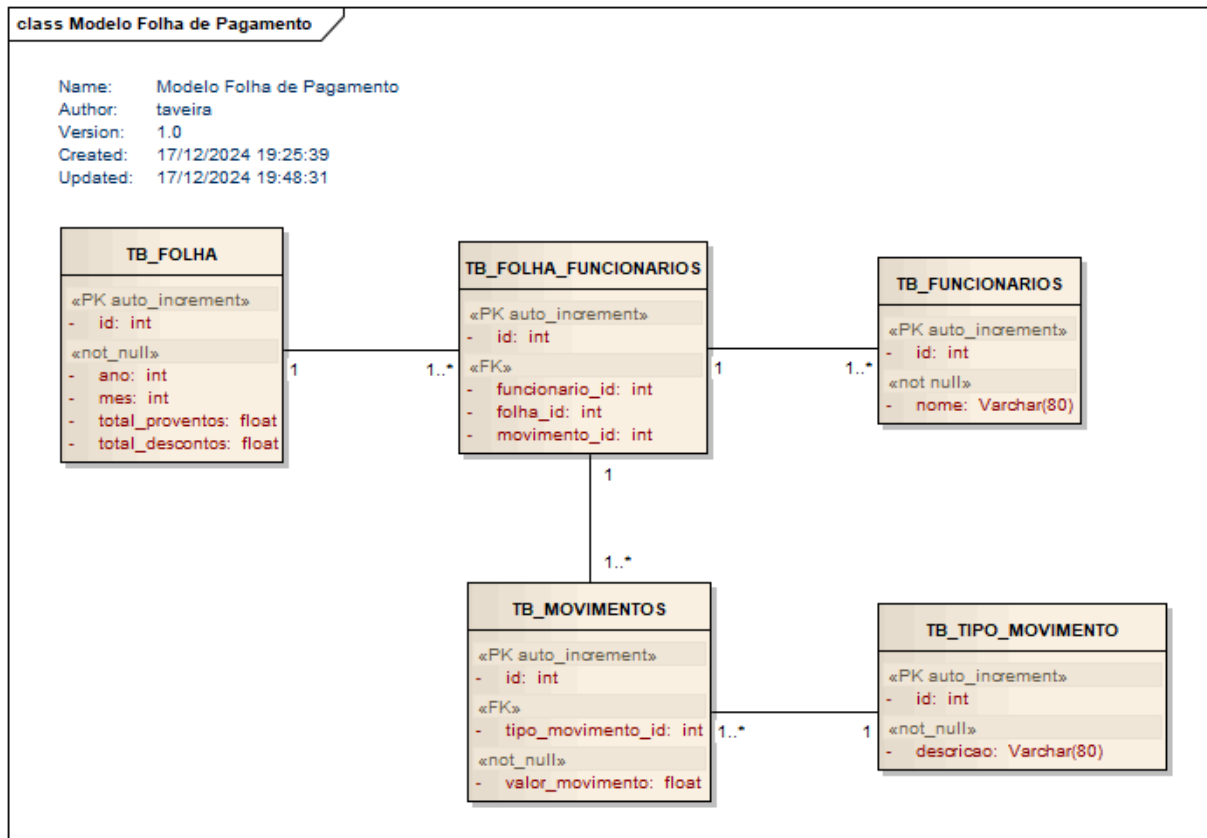 class Modelo Folha de Pagamento
Name: Modelo Folha de Pagamento
Author: taveira
Version: 1.0
Created: 17/12/2024 19:25:39
Updated: 17/12/2024 19:48:31
TB_FOLHA
«PK auto_increment»
- id: int
«not_null»
- ano: int
- mes: int
- total_proventos: float
- total_descontos: float
1
1..*
TB_FOLHA_FUNCIONARIOS
«PK auto_increment»
- id: int
«FK»
- funcionario_id: int
- folha_id: int
- movimento_id: int
1
1..*
TB_FUNCIONARIOS
«PK auto_increment»
- id: int
«not null»
- nome: Varchar(80)
1
1..*
TB_MOVIMENTOS
«PK auto_increment»
- id: int
«FK»
- tipo_movimento_id: int
«not_null»
- valor_movimento: float
1..*
1
TB_TIPO_MOVIMENTO
«PK auto_increment»
- id: int
«not_null»
- descricao: Varchar(80)